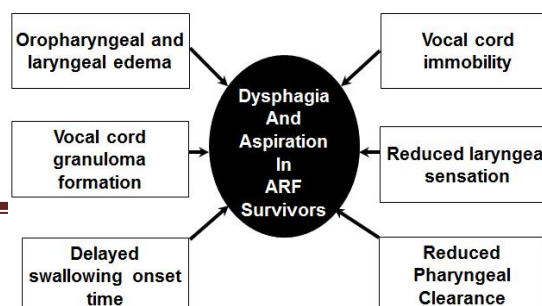 Oropharyngeal and
laryngeal edema
Vocal cord
immobility
Dysphagia
And
Aspiration
In
ARF
Survivors
Vocal cord
granuloma
formation
Reduced laryngeal
sensation
Delayed
swallowing onset
time
Reduced
Pharyngeal
Clearance